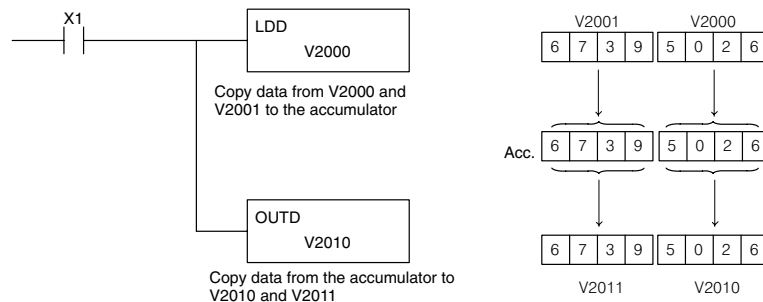 X1
LDD
V2000
Copy data from V2000 and
V2001 to the accumulator
OUTD
V2010
Copy data from the accumulator to
V2010 and V2011
V2001 V2000
6 7 3 9 5 0 2 6
Acc. 6 7 3 9 5 0 2 6
6 7 3 9 5 0 2 6
V2011 V2010